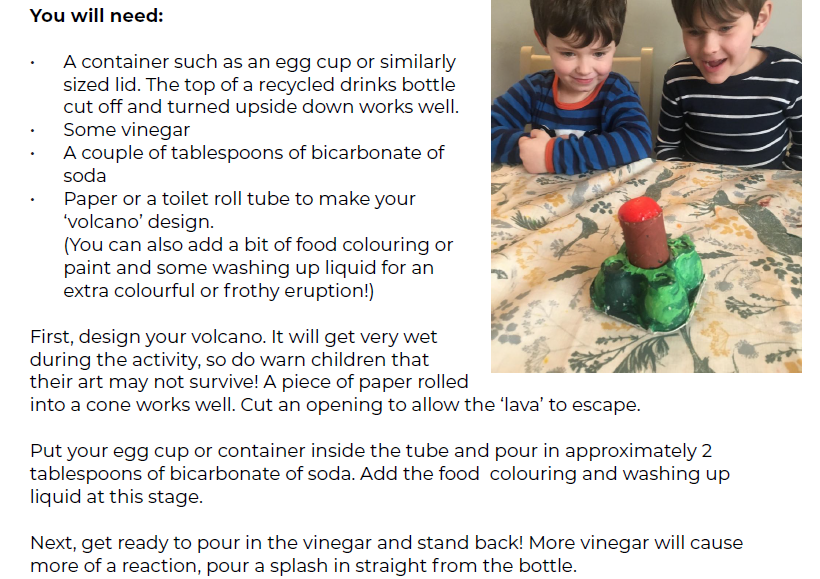 You will need:
· A container such as an egg cup or similarly
sized lid. The top of a recycled drinks bottle
cut off and turned upside down works well.
· Some vinegar
· A couple of tablespoons of bicarbonate of
soda
· Paper or a toilet roll tube to make your
‘volcano’ design.
(You can also add a bit of food colouring or
paint and some washing up liquid for an
extra colourful or frothy eruption!)
First, design your volcano. It will get very wet
during the activity, so do warn children that
their art may not survive! A piece of paper rolled
into a cone works well. Cut an opening to allow the ‘lava’ to escape.
Put your egg cup or container inside the tube and pour in approximately 2
tablespoons of bicarbonate of soda. Add the food  colouring and washing up
liquid at this stage.
Next, get ready to pour in the vinegar and stand back! More vinegar will cause
more of a reaction, pour a splash in straight from the bottle.